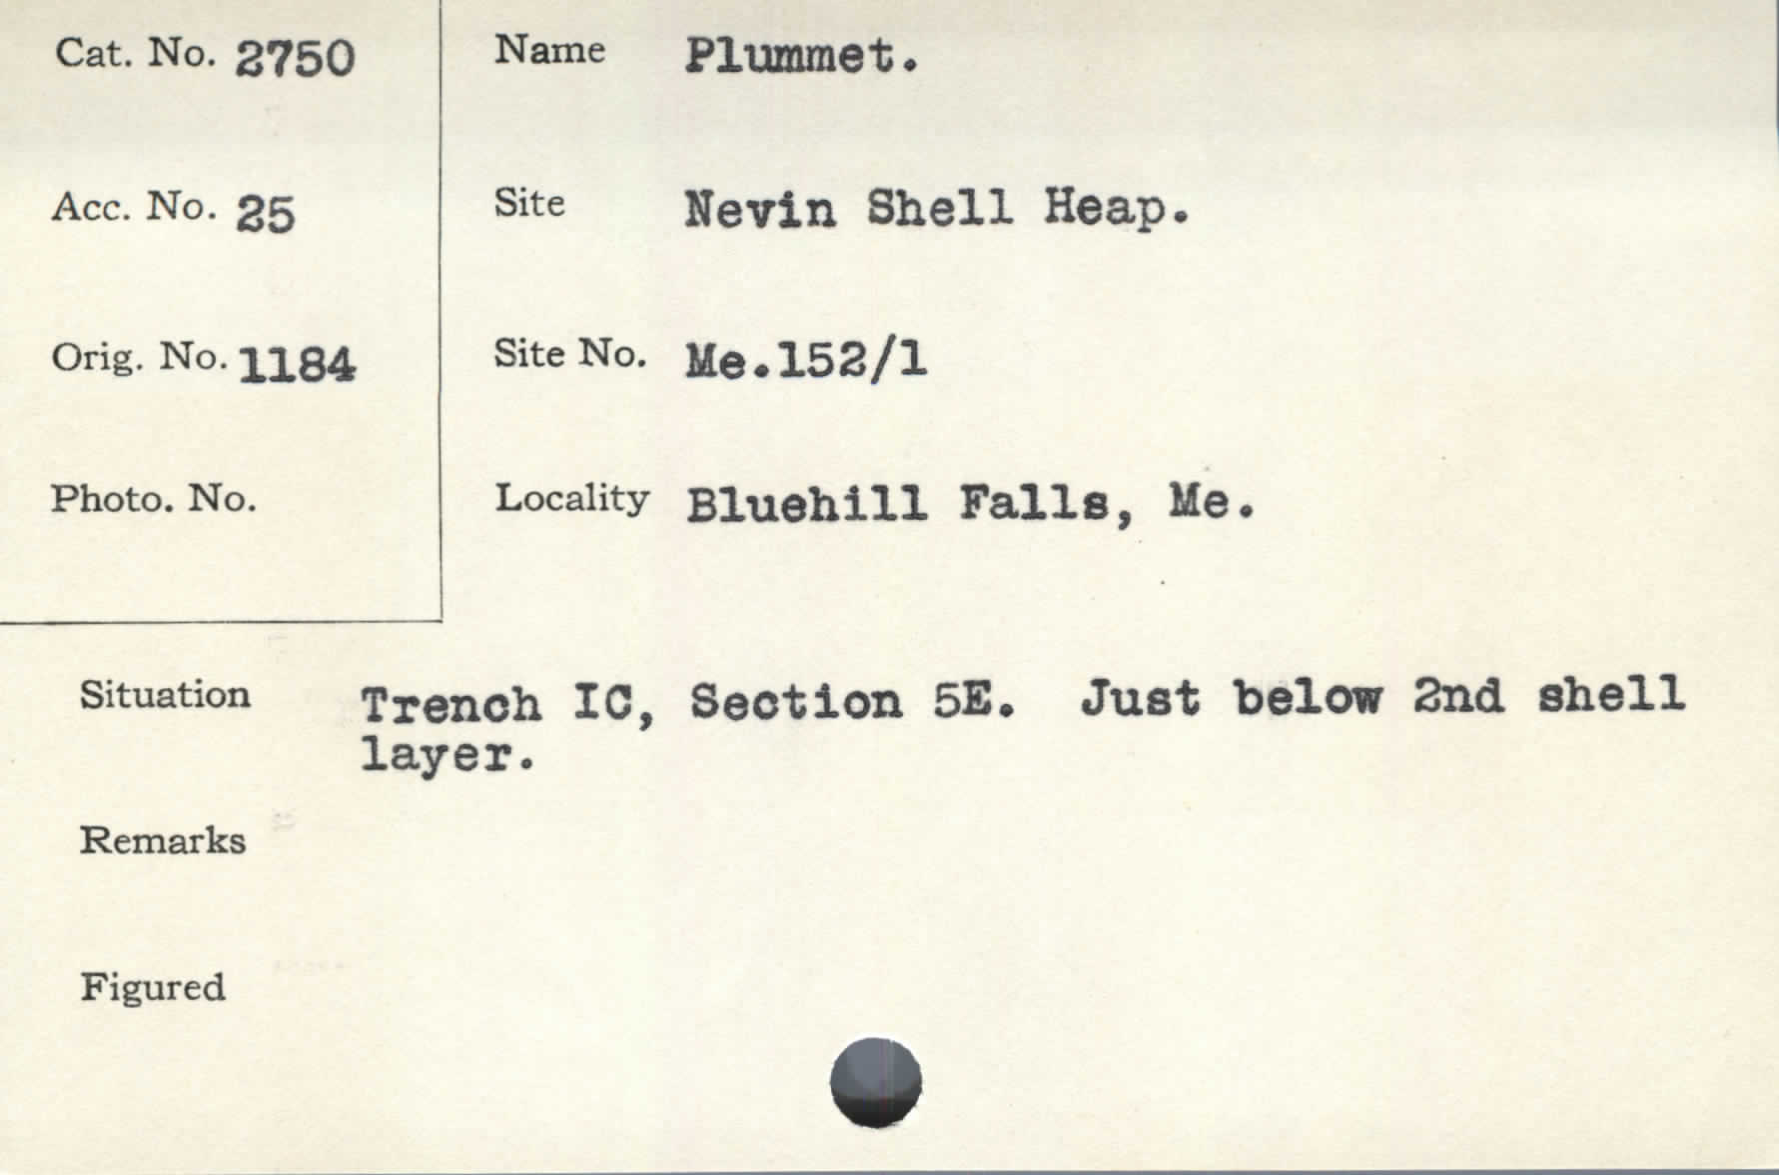 Cat. No. 2750
Name Plummet.
Acc. No. 25
Site Nevin Shell Heap.
Orig. No. 1184
Site No. Me.152/1
Photo. No.
Locality Bluehill Falls, Me.
Situation Trench IC, Section 5E. Just below 2nd shell
layer.
Remarks
Figured